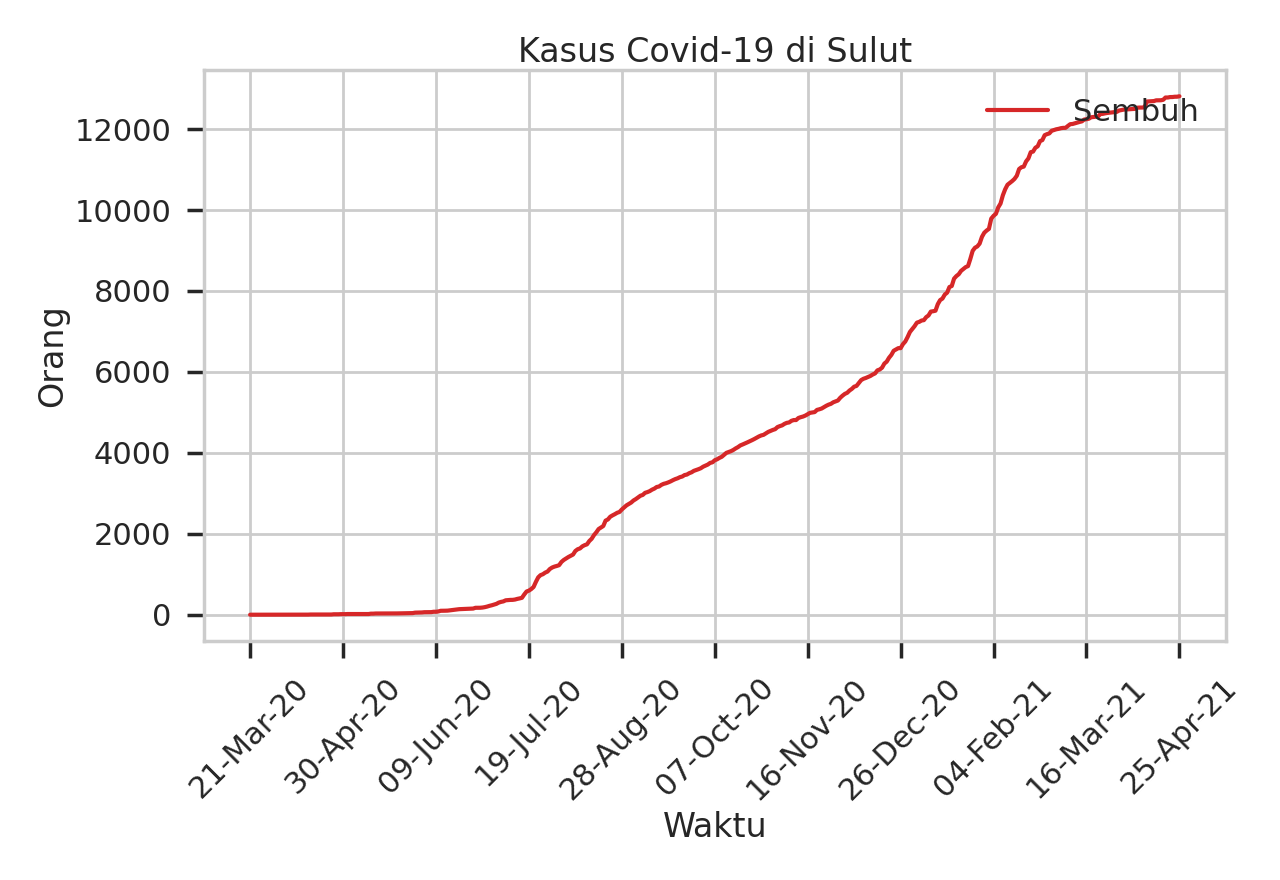 Kasus Covid-19 di Sulut
Sembuh
12000
10000
8000
6000
4000
2000
0
Orang
21-Mar-20
30-Apr-20
09-Jun-20
19-Jul-20
28-Aug-20
07-Oct-20
16-Nov-20
26-Dec-20
04-Feb-21
16-Mar-21
25-Apr-21
Waktu